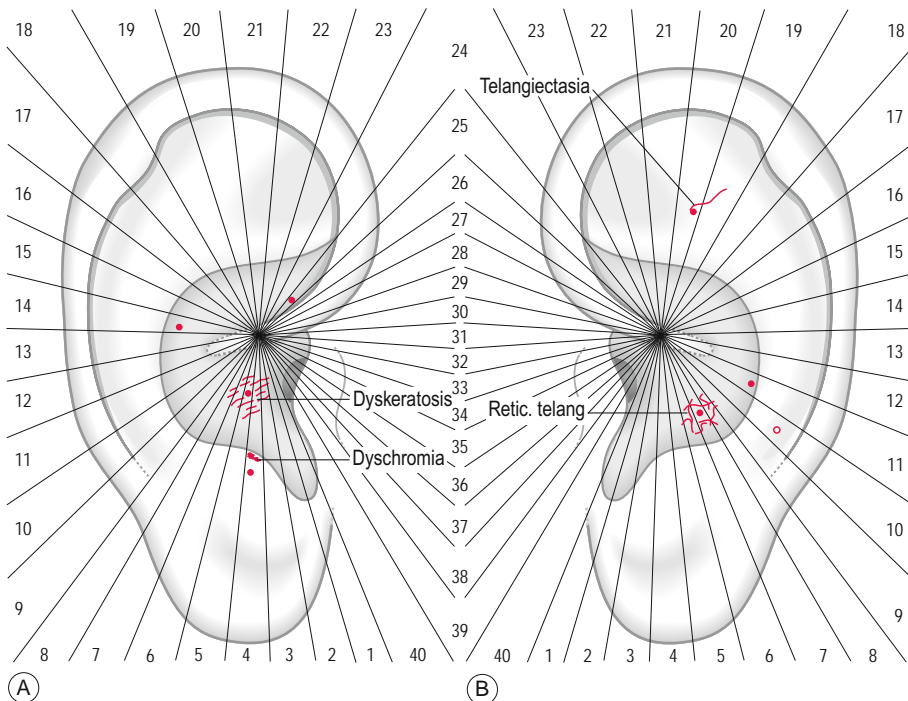 18 19 20 21 22 23 24 23 22 21 20 19 18
Telangiectasia
17 25 17
16 26 16
27
15 28 15
29
14 30 14
31
13 32 13
12 33 12
Dyskeratosis 34 Retic. telang
11 35 11
Dyschromia
36
10 37 10
38
9 39 9
8 7 6 5 4 3 2 1 40 40 1 2 3 4 5 6 7 8
A B